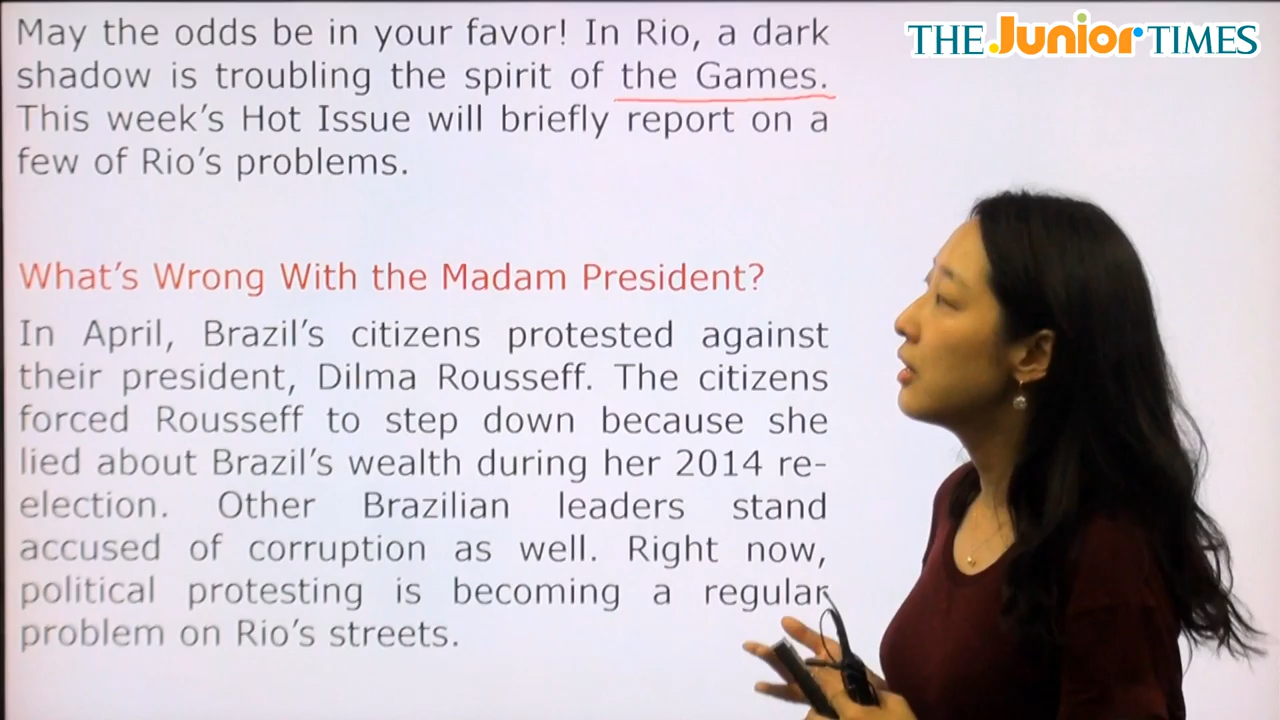 May the odds be in your favor! In Rio, a dark
shadow is troubling the spirit of the Games.
This week's Hot Issue will briefly report on a
few of Rio's problems.
What's Wrong With the Madam President?
In April, Brazil's citizens protested against
their president, Dilma Rousseff. The citizens
forced Rousseff to step down because she
lied about Brazil's wealth during her 2014 re-
election. Other Brazilian leaders stand
accused of corruption as well. Right now,
political protesting is becoming a regular
problem on Rio's streets.
THE Junior TIMES